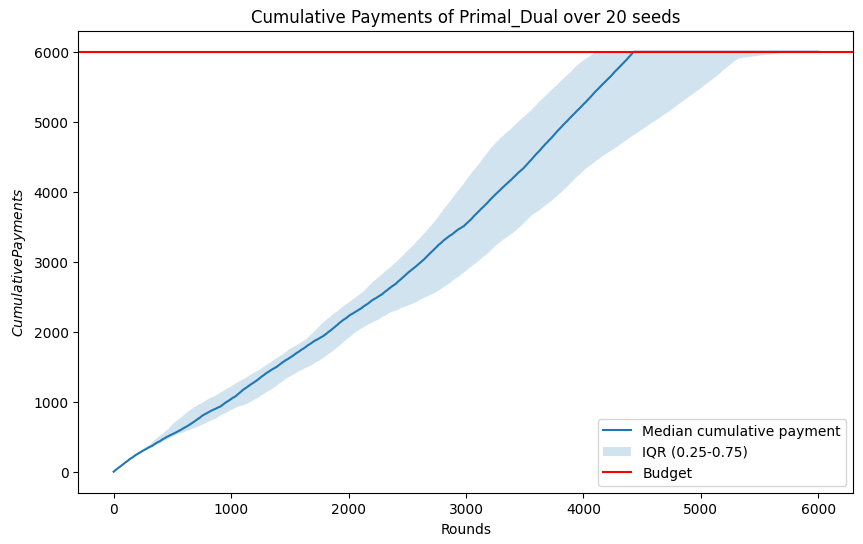 Cumulative Payments of Primal_Dual over 20 seeds
CumulativePayments
6000
5000
4000
3000
2000
1000
0
0 1000 2000 3000 4000 5000 6000
Rounds
Median cumulative payment
IQR (0.25-0.75)
Budget